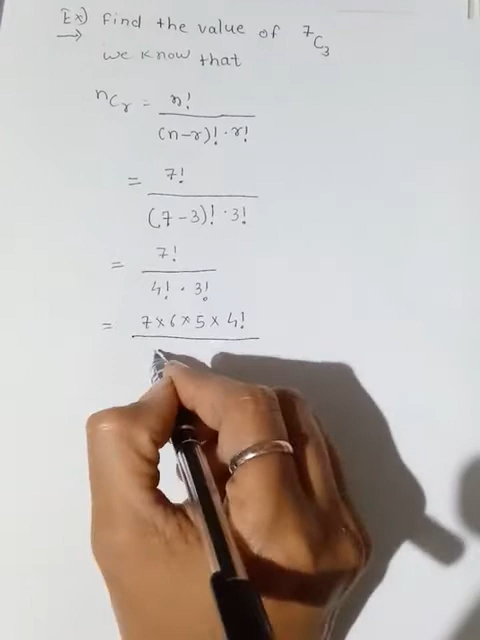 Ex) Find the value of ⁷C₃
we know that
ⁿCᵣ = n!
(n-r)! · r!
= 7!
(7-3)! · 3!
= 7!
4! · 3!
= 7×6×5×4!